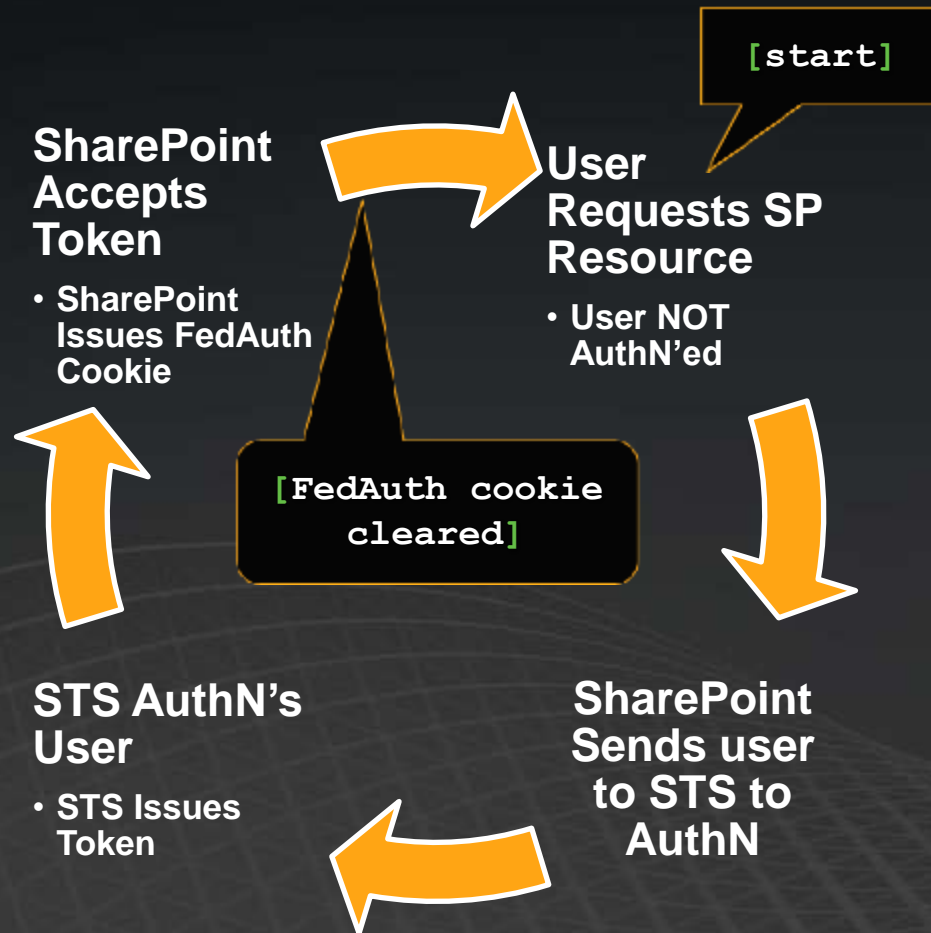 [start]
User
Requests SP
Resource
• User NOT
AuthN’ed
SharePoint
Sends user
to STS to
AuthN
STS AuthN’s
User
• STS Issues
Token
SharePoint
Accepts
Token
• SharePoint
Issues FedAuth
Cookie
[FedAuth cookie
cleared]